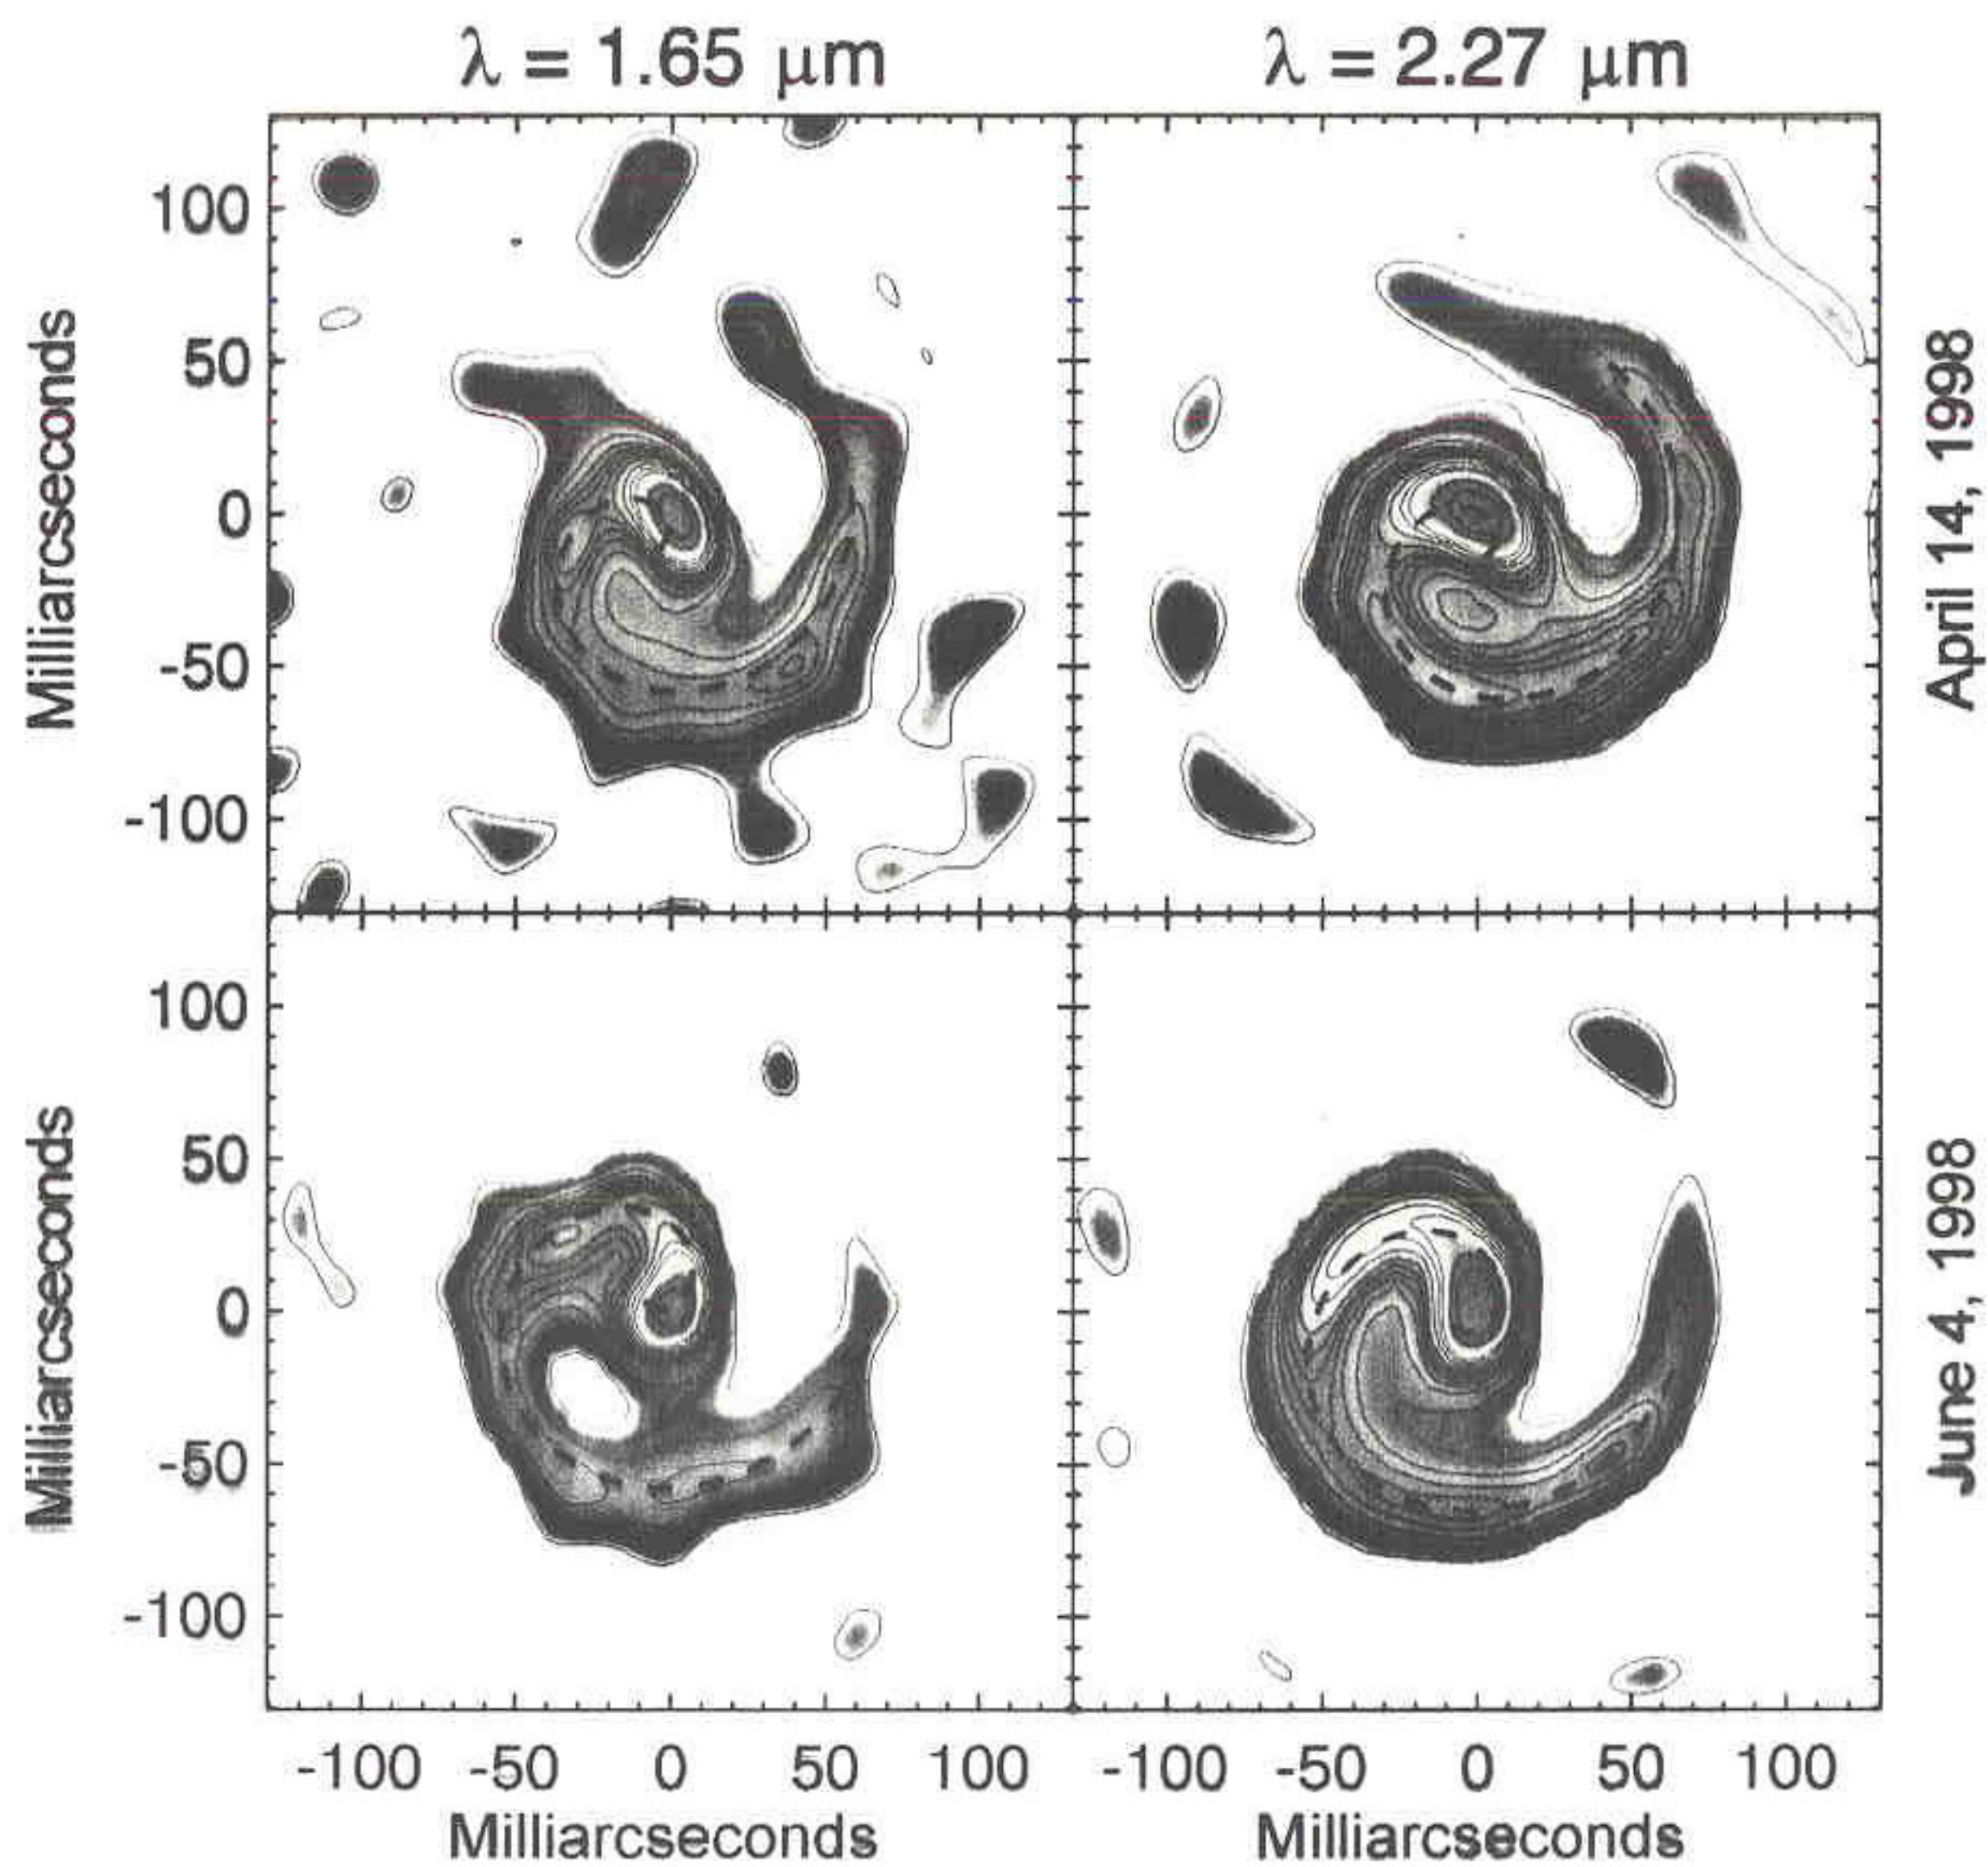 λ = 1.65 μm
λ = 2.27 μm
Milliarcseconds
100
50
0
-50
-100
April 14, 1998
Milliarcseconds
100
50
0
-50
-100
June 4, 1998
-100 -50 0 50 100
-100 -50 0 50 100
Milliarcseconds
Milliarcseconds